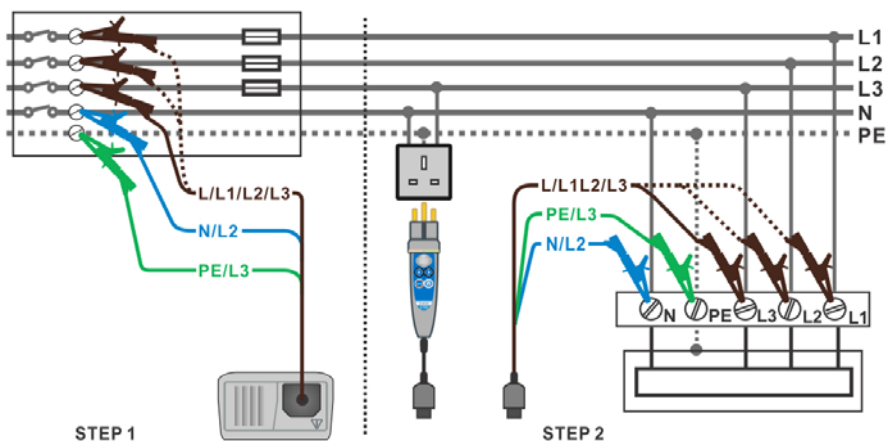 L1
L2
L3
N
PE
L/L1/L2/L3
N/L2
PE/L3
STEP 1
L/L1L2/L3
PE/L3
N/L2
N
PE
L3
L2
L1
STEP 2